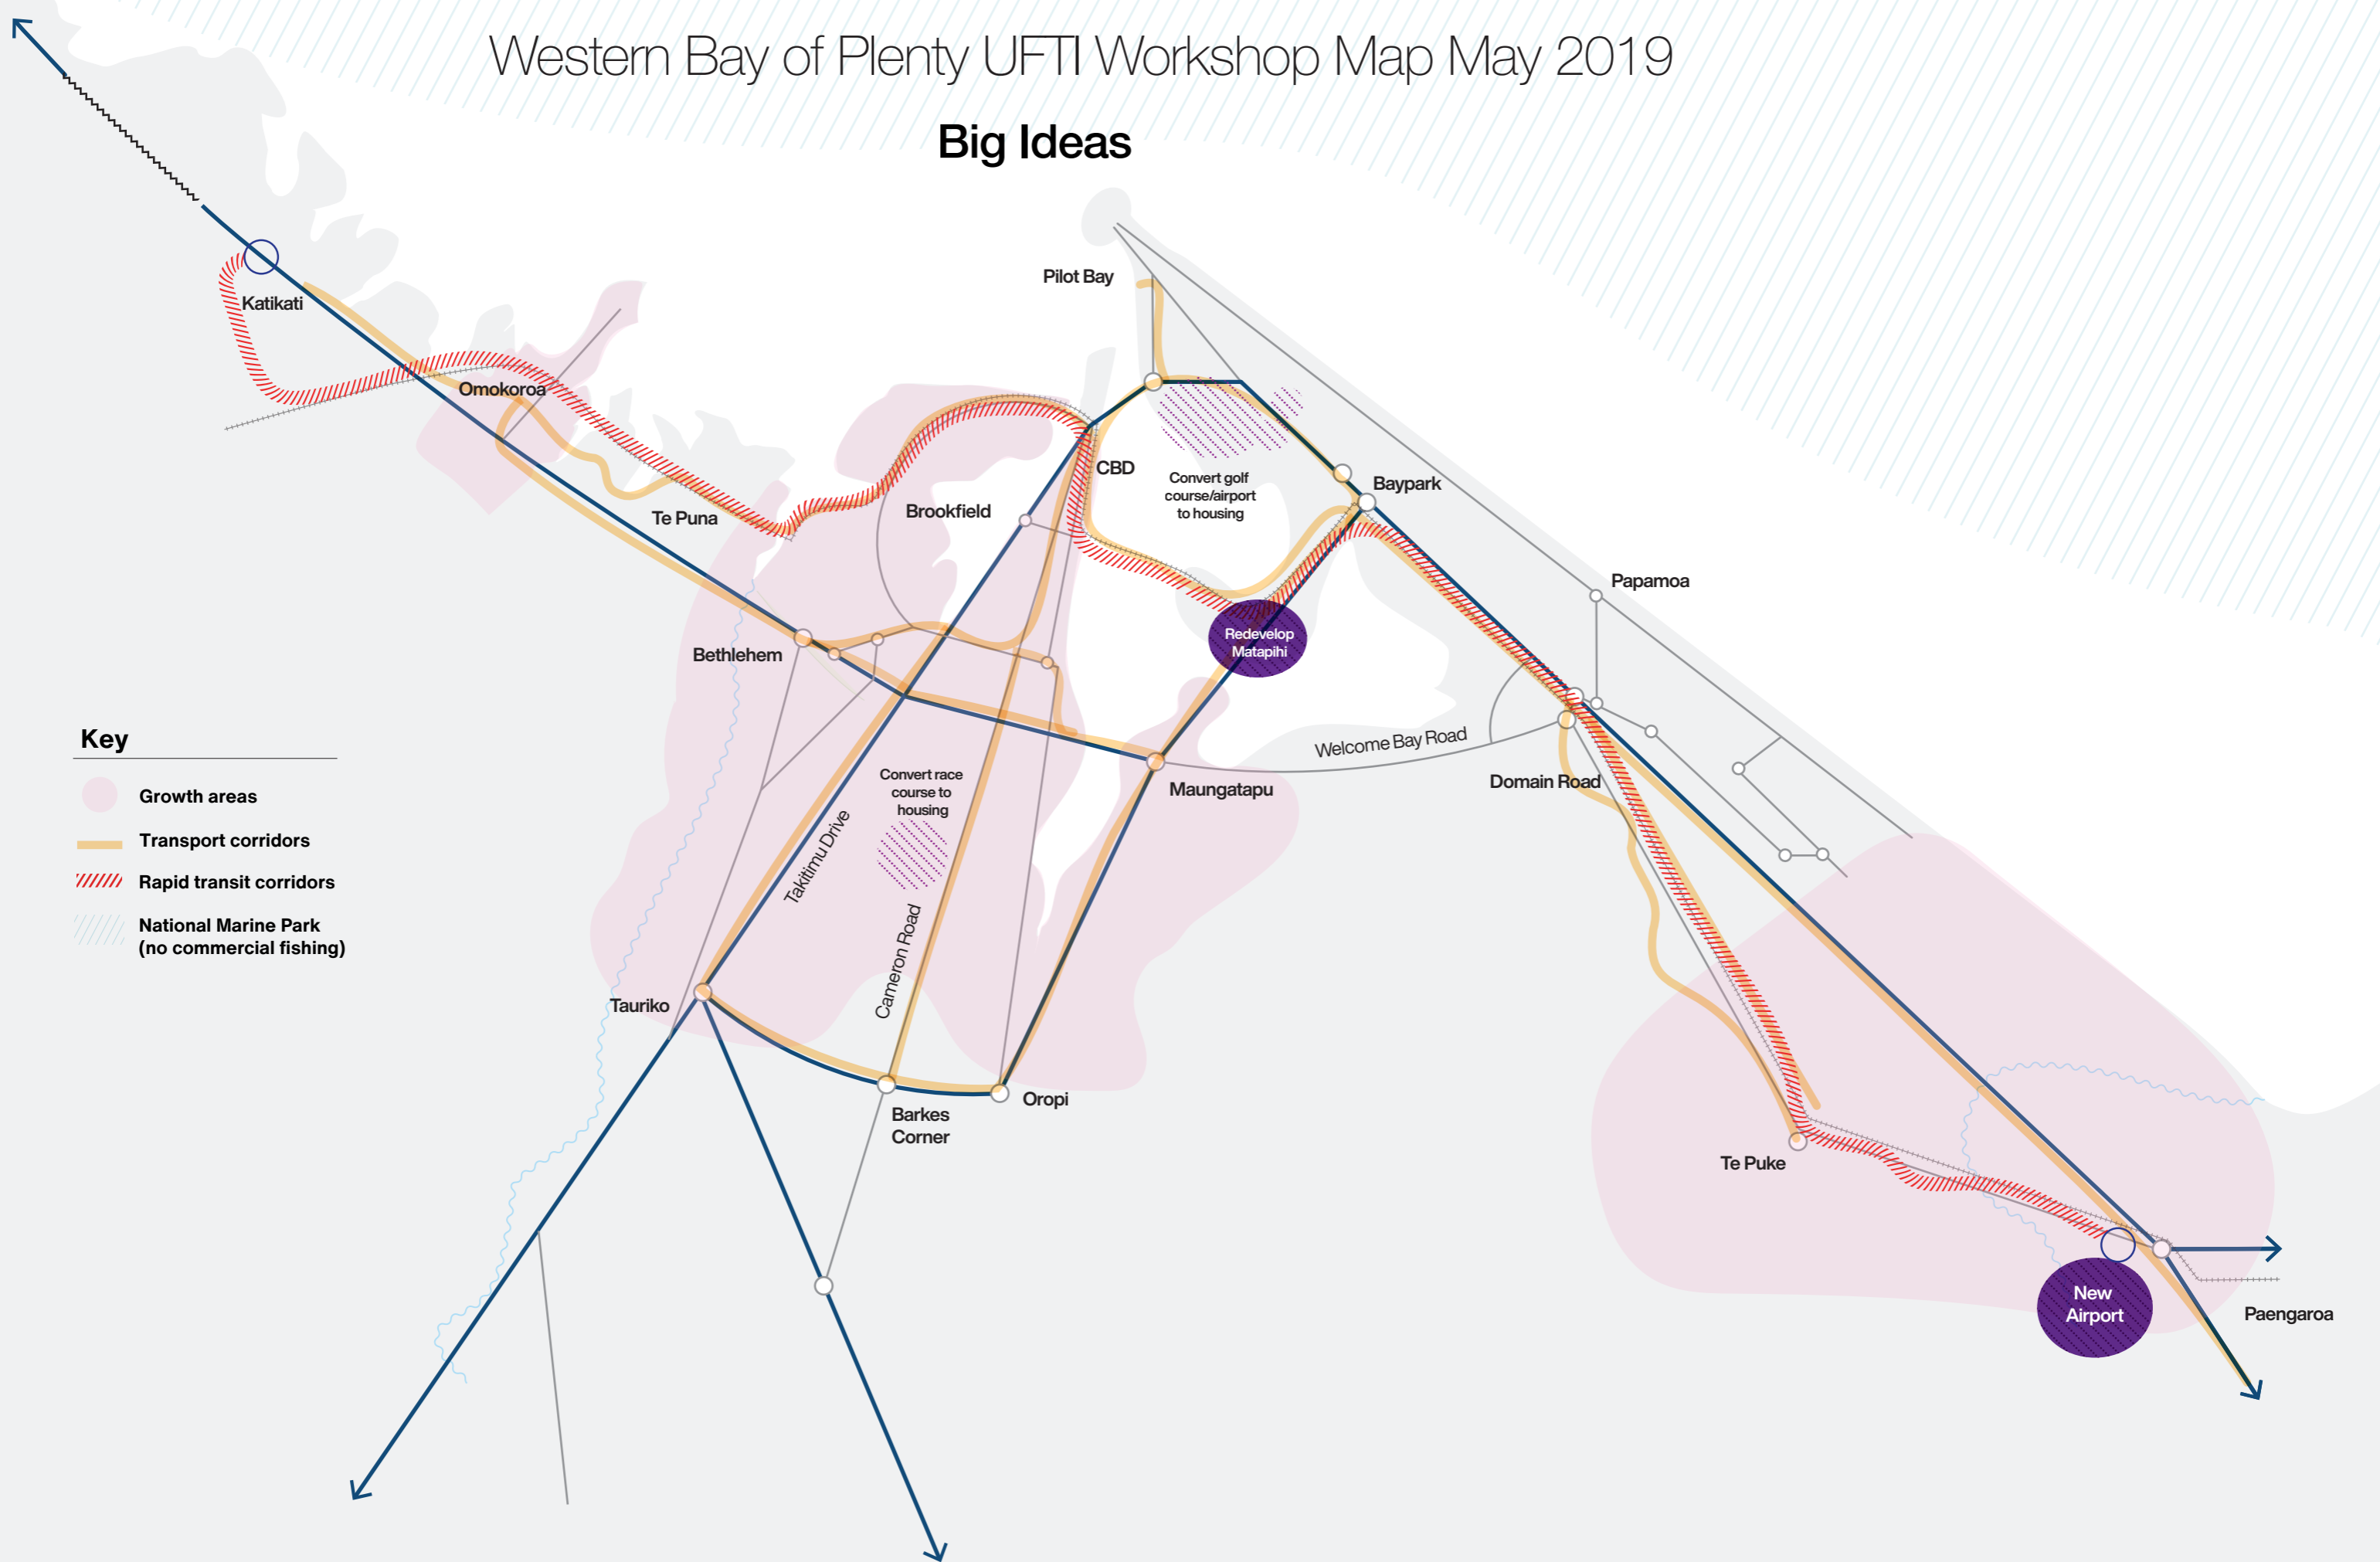 Western Bay of Plenty UFTI Workshop Map May 2019
Big Ideas
Pilot Bay
Katikati
Omokoroa
CBD
Convert golf
course/airport
to housing
Baypark
Brookfield
Te Puna
Papamoa
Redevelop
Matapihi
Bethlehem
Welcome Bay Road
Domain Road
Maungatapu
Convert race
course to
housing
Takitimu Drive
Cameron Road
Key
Growth areas
Transport corridors
Rapid transit corridors
National Marine Park
(no commercial fishing)
Tauriko
Barkes
Corner
Oropi
Te Puke
New
Airport
Paengaroa